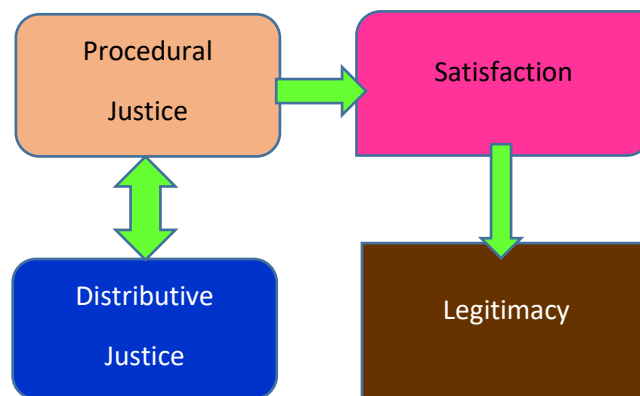 Procedural
Justice
Satisfaction
Distributive
Justice
Legitimacy